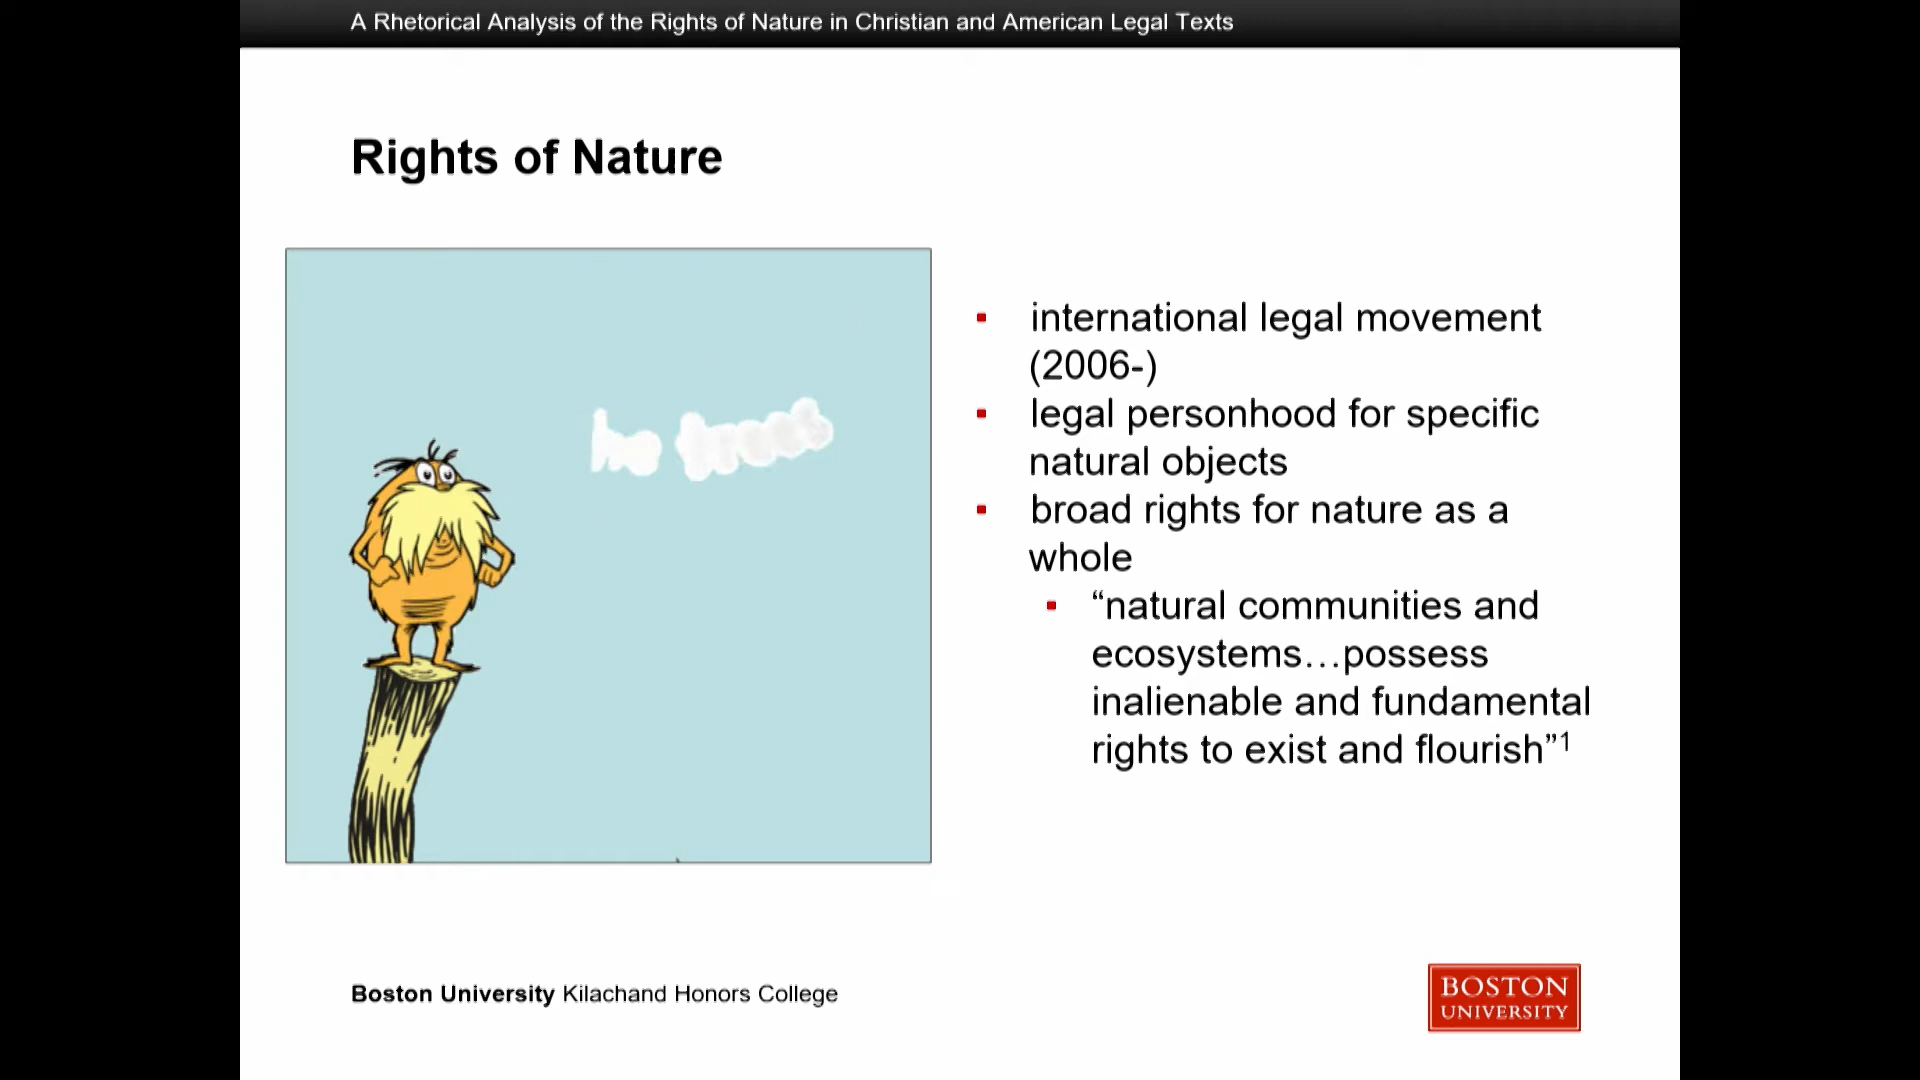 A Rhetorical Analysis of the Rights of Nature in Christian and American Legal Texts
Rights of Nature
international legal movement
(2006-)
legal personhood for specific
natural objects
broad rights for nature as a
whole
“natural communities and
ecosystems…possess
inalienable and fundamental
rights to exist and flourish”¹
Boston University Kilachand Honors College
BOSTON
UNIVERSITY